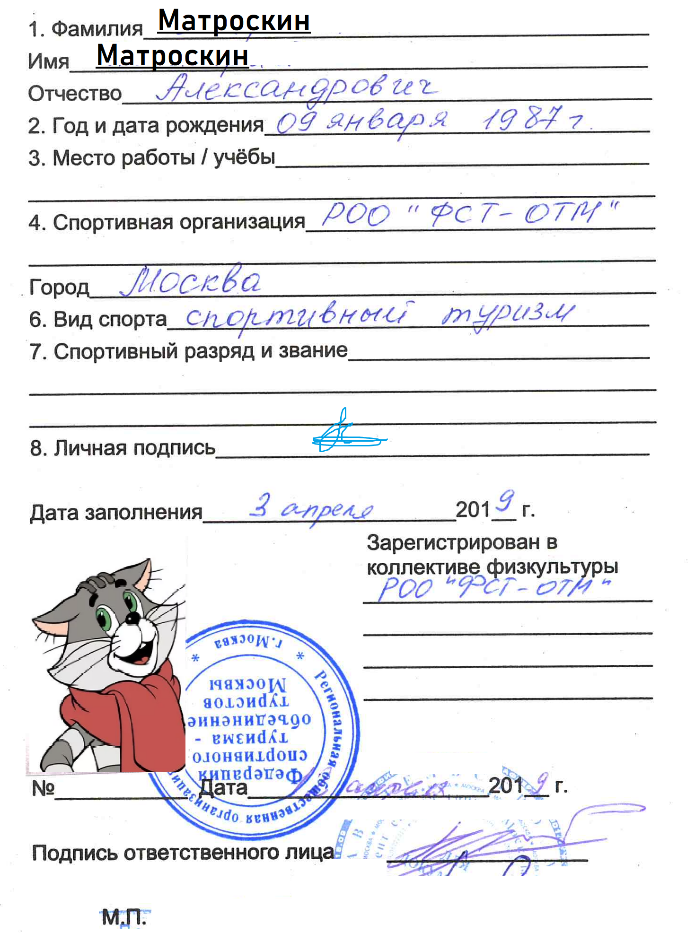 1. Фамилия Матроскин
Имя Матроскин
Отчество Александрович
2. Год и дата рождения 09 января 1987 г
3. Место работы / учёбы
4. Спортивная организация РОО "ФСТ-ОТМ"
Город Москва
6. Вид спорта спортивный туризм
7. Спортивный разряд и звание
8. Личная подпись
Дата заполнения 3 апреля 2019 г.
Зарегистрирован в
коллективе физкультуры
РОО "ФСТ-ОТМ"
* Региональная общественная организация * г.Москва
Федерация
спортивного
туризма -
объединение
туристов
Москвы
№ Дата апреля 2019 г.
Подпись ответственного лица
М.П.